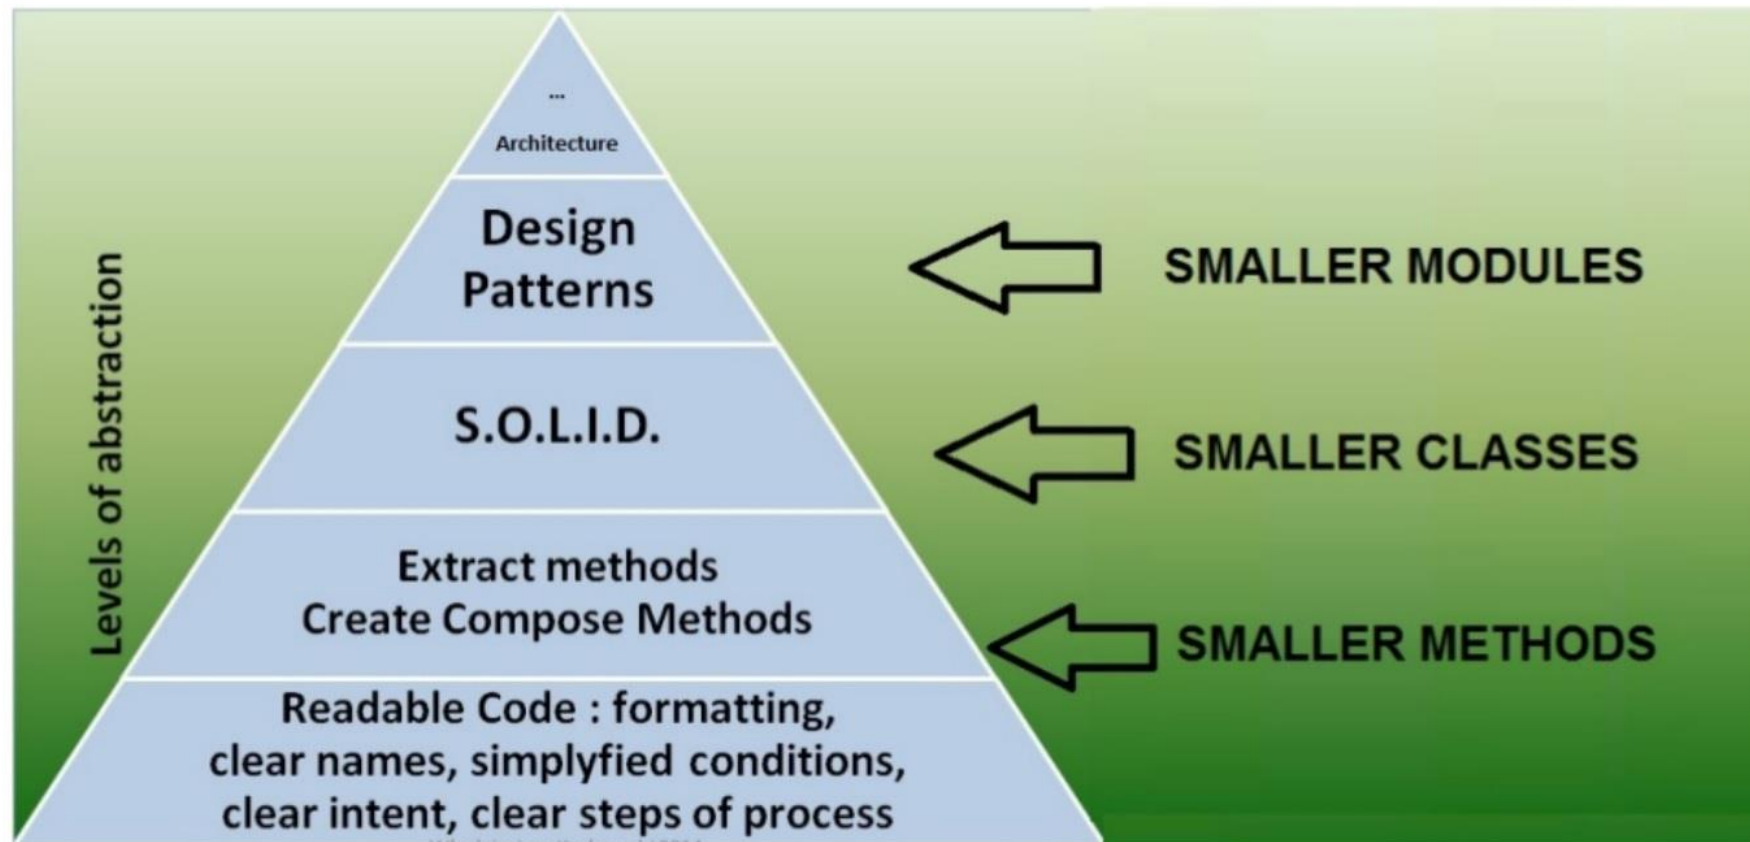 ...
Architecture
Design
Patterns
SMALLER MODULES
S.O.L.I.D.
SMALLER CLASSES
Levels of abstraction
Extract methods
Create Compose Methods
SMALLER METHODS
Readable Code : formatting,
clear names, simplyfied conditions,
clear intent, clear steps of process